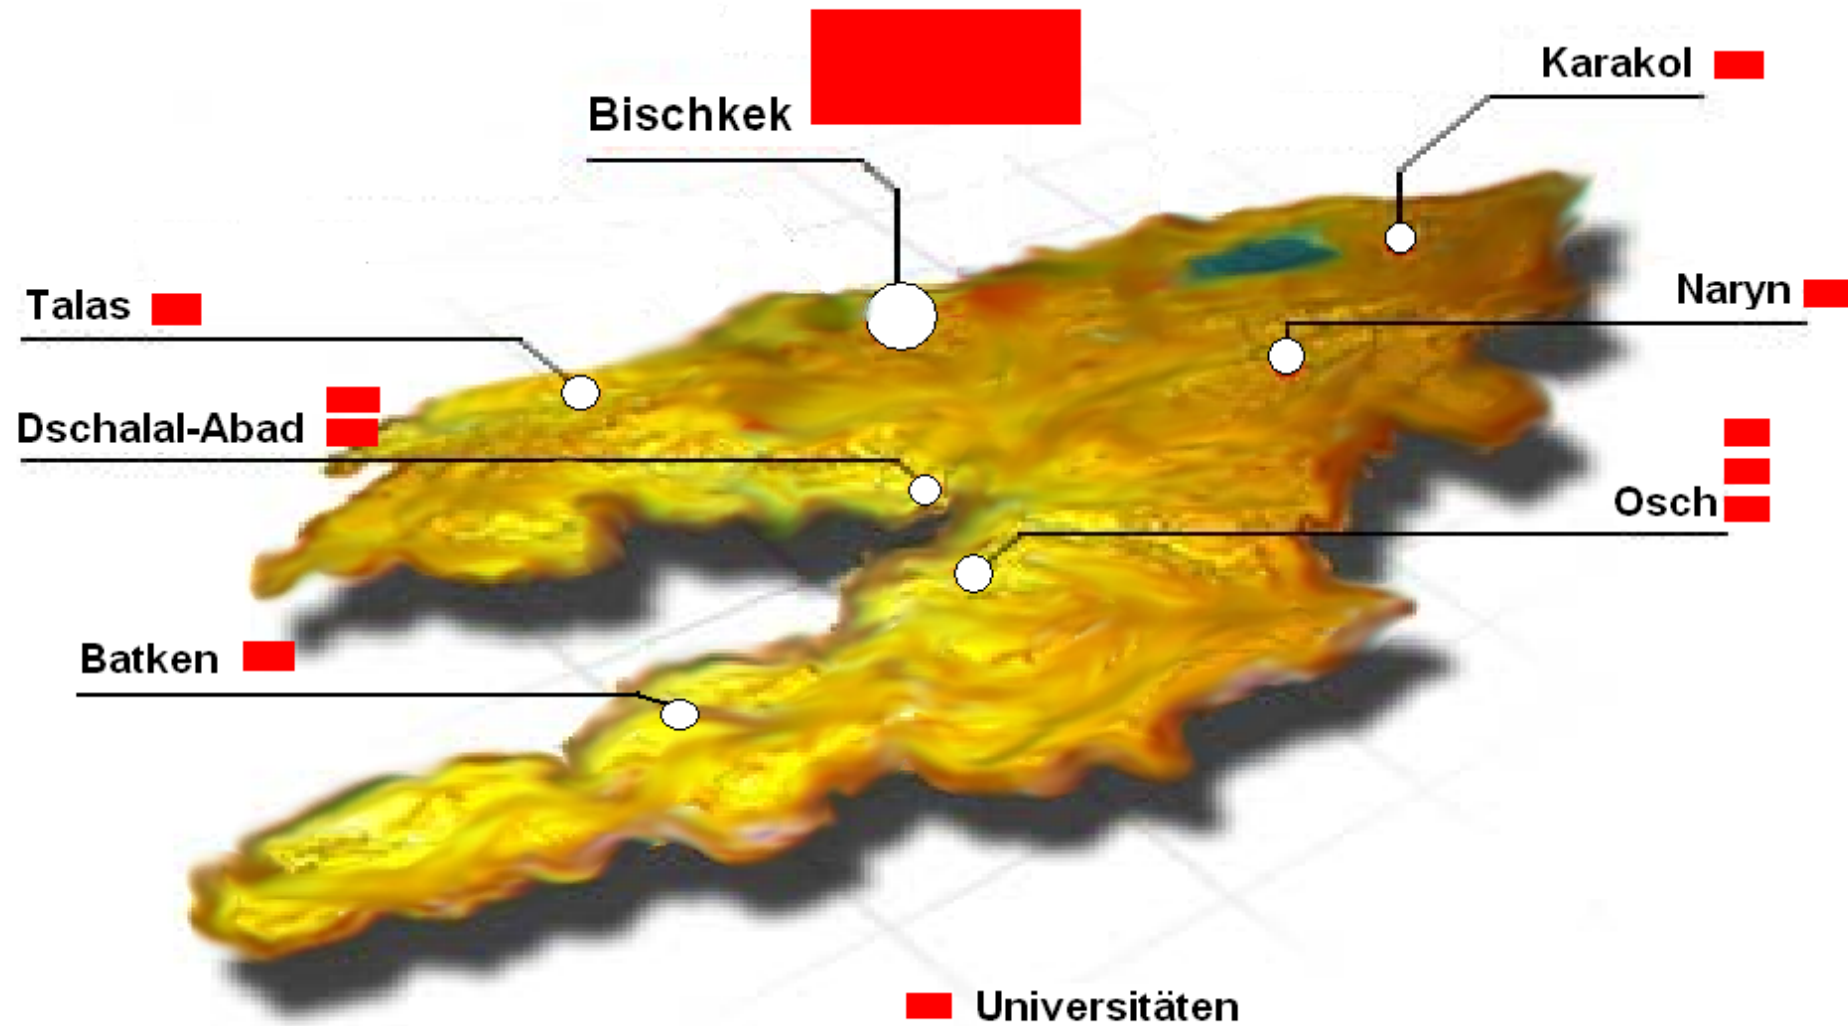 Karakol
Bischkek
Naryn
Talas
Dschalal-Abad
Osch
Batken
Universitäten